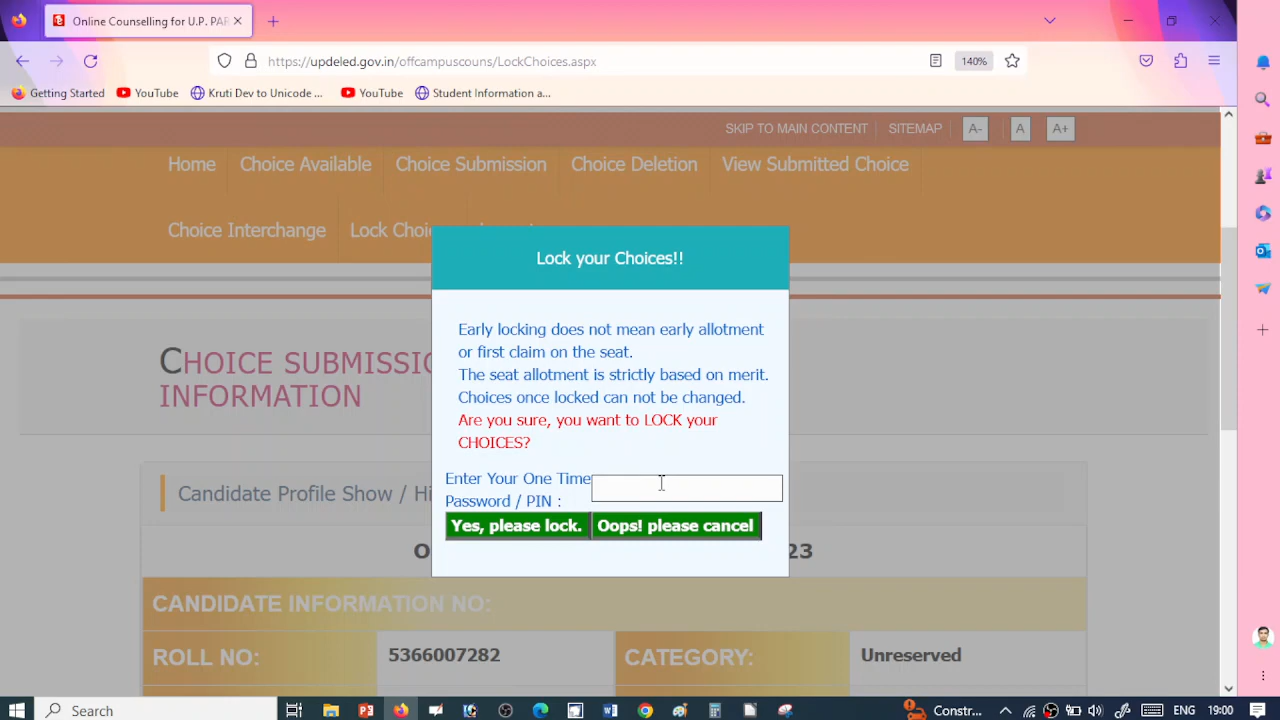 Online Counselling for U.P. PAR
https://updeled.gov.in/offcampuscouns/LockChoices.aspx
140%
Getting Started
YouTube
Kruti Dev to Unicode ...
YouTube
Student Information a...
SKIP TO MAIN CONTENT
SITEMAP
A-
A
A+
Home
Choice Available
Choice Submission
Choice Deletion
View Submitted Choice
Choice Interchange
Lock Choi
Lock your Choices!!
Early locking does not mean early allotment
or first claim on the seat.
The seat allotment is strictly based on merit.
Choices once locked can not be changed.
Are you sure, you want to LOCK your
CHOICES?
Enter Your One Time
Password / PIN :
Yes, please lock.
Oops! please cancel
CHOICE SUBMISSIO
INFORMATION
Candidate Profile Show / Hi
O
23
CANDIDATE INFORMATION NO:
ROLL NO:
5366007282
CATEGORY:
Unreserved
Search
Constr...
ENG
19:00